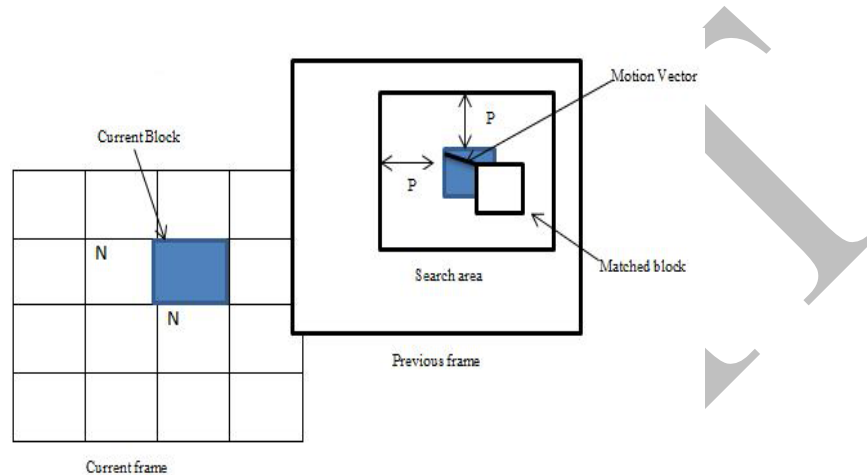 Motion Vector
P
Current Block
P
N
Matched block
Search area
N
Previous frame
Current frame